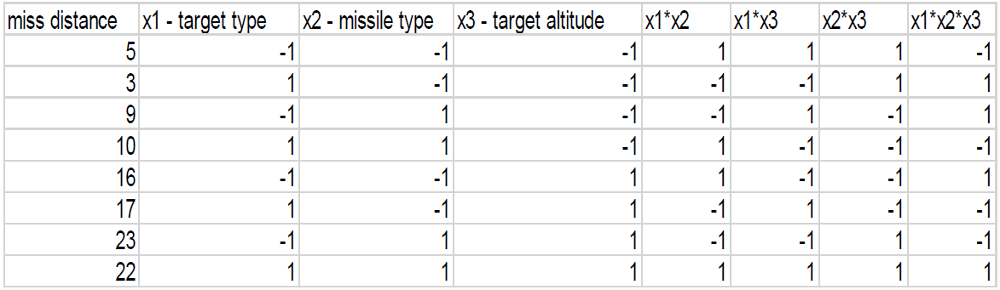 miss distance x1 - target type x2 - missile type x3 - target altitude x1*x2 x1*x3 x2*x3 x1*x2*x3
5 -1 -1 -1 1 1 1 -1
3 1 -1 -1 -1 -1 1 1
9 -1 1 -1 -1 1 -1 1
10 1 1 -1 1 -1 -1 -1
16 -1 -1 1 1 -1 -1 1
17 1 -1 1 -1 1 -1 -1
23 -1 1 1 -1 -1 1 -1
22 1 1 1 1 1 1 1